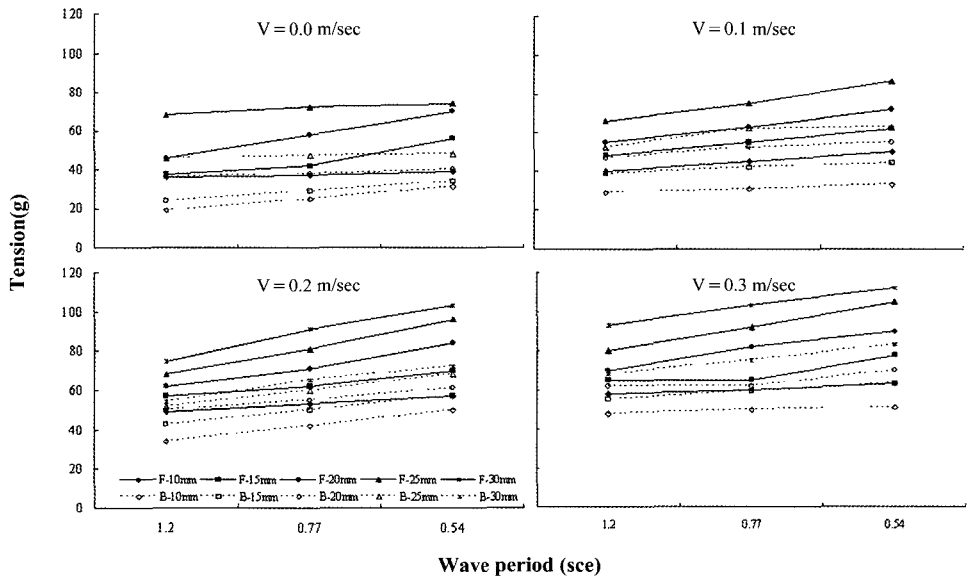 V = 0.0 m/sec
V = 0.1 m/sec
120
100
80
60
40
20
0
Tension(g)
V = 0.2 m/sec
V = 0.3 m/sec
120
100
80
60
40
20
0
F-10mm F-15mm F-20mm F-25mm F-30mm
B-10mm B-15mm B-20mm B-25mm B-30mm
1.2 0.77 0.54
1.2 0.77 0.54
Wave period (sce)